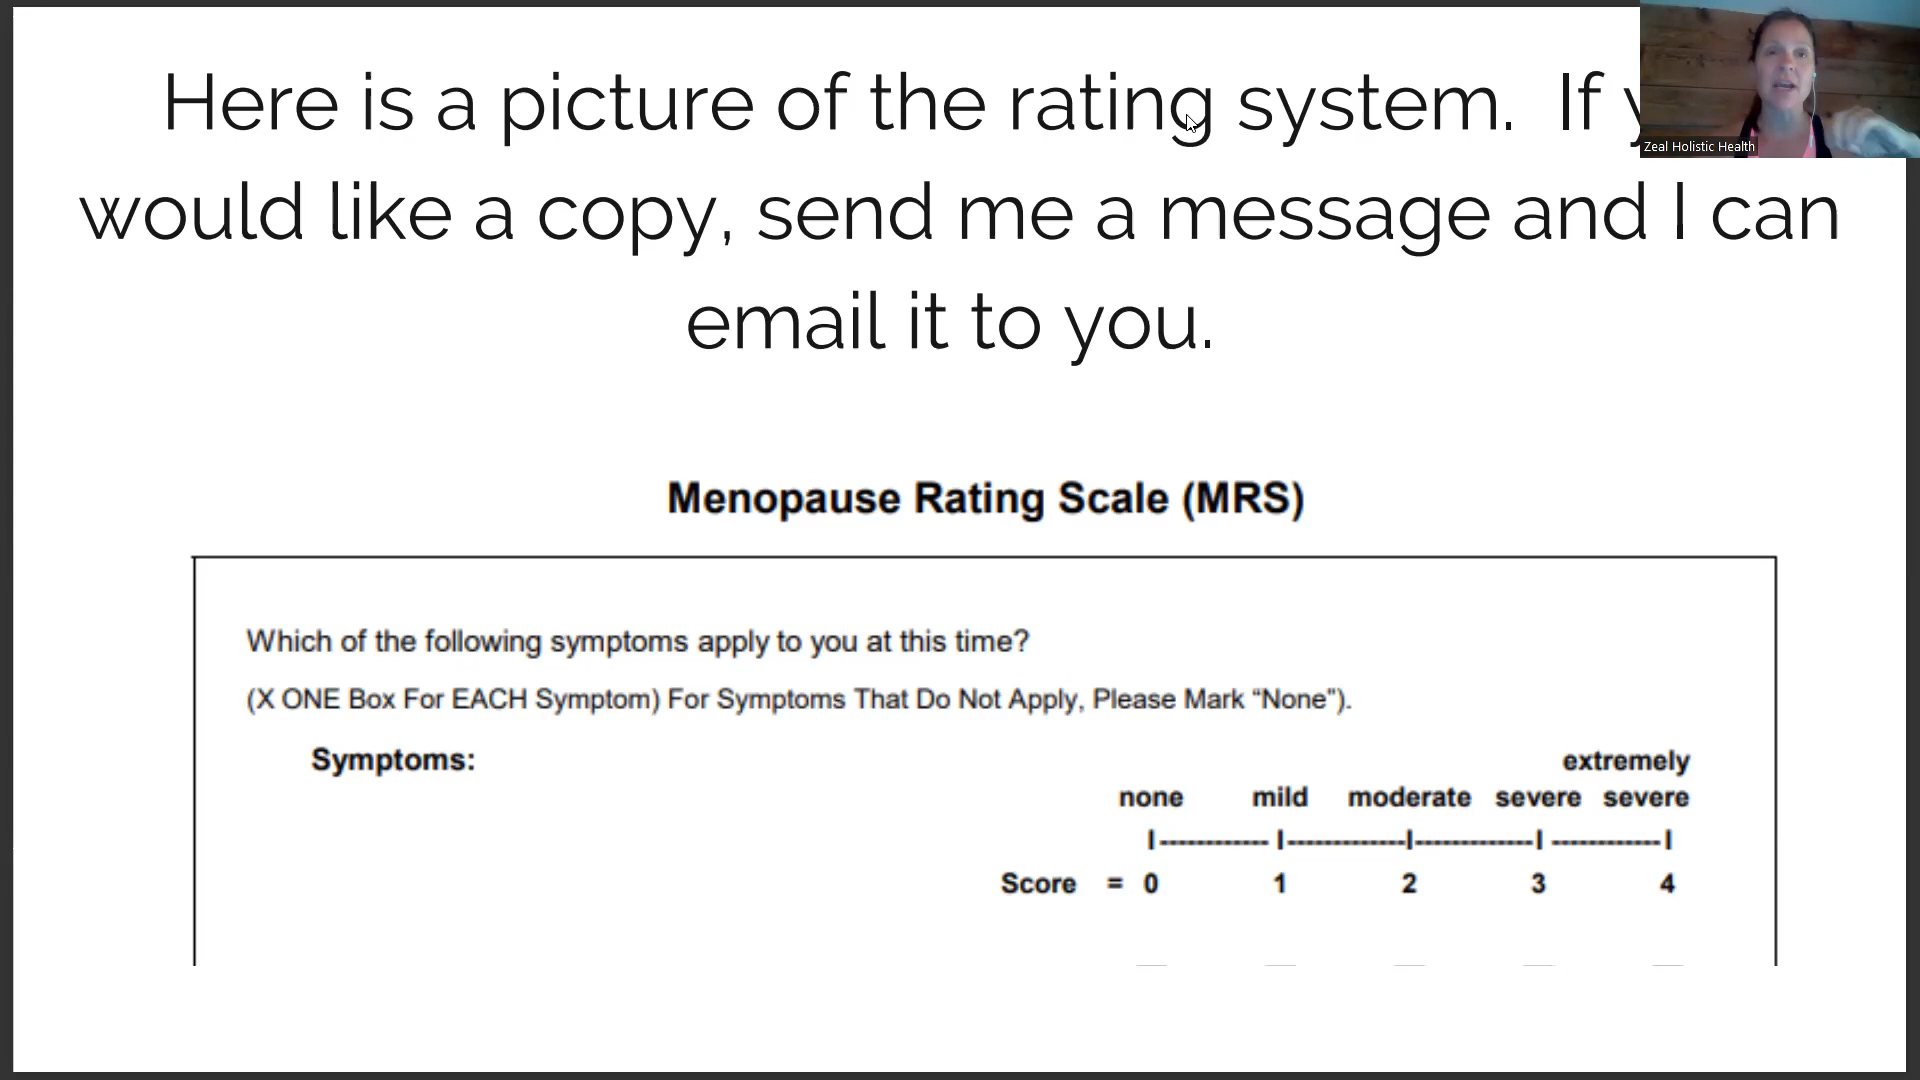 Here is a picture of the rating system. If
would like a copy, send me a message and I can
email it to you.
Zeal Holistic Health
Menopause Rating Scale (MRS)
Which of the following symptoms apply to you at this time?
(X ONE Box For EACH Symptom) For Symptoms That Do Not Apply, Please Mark “None”).
Symptoms:
extremely
none mild moderate severe severe
I------------ I-------------I-------------I ------------I
Score = 0 1 2 3 4